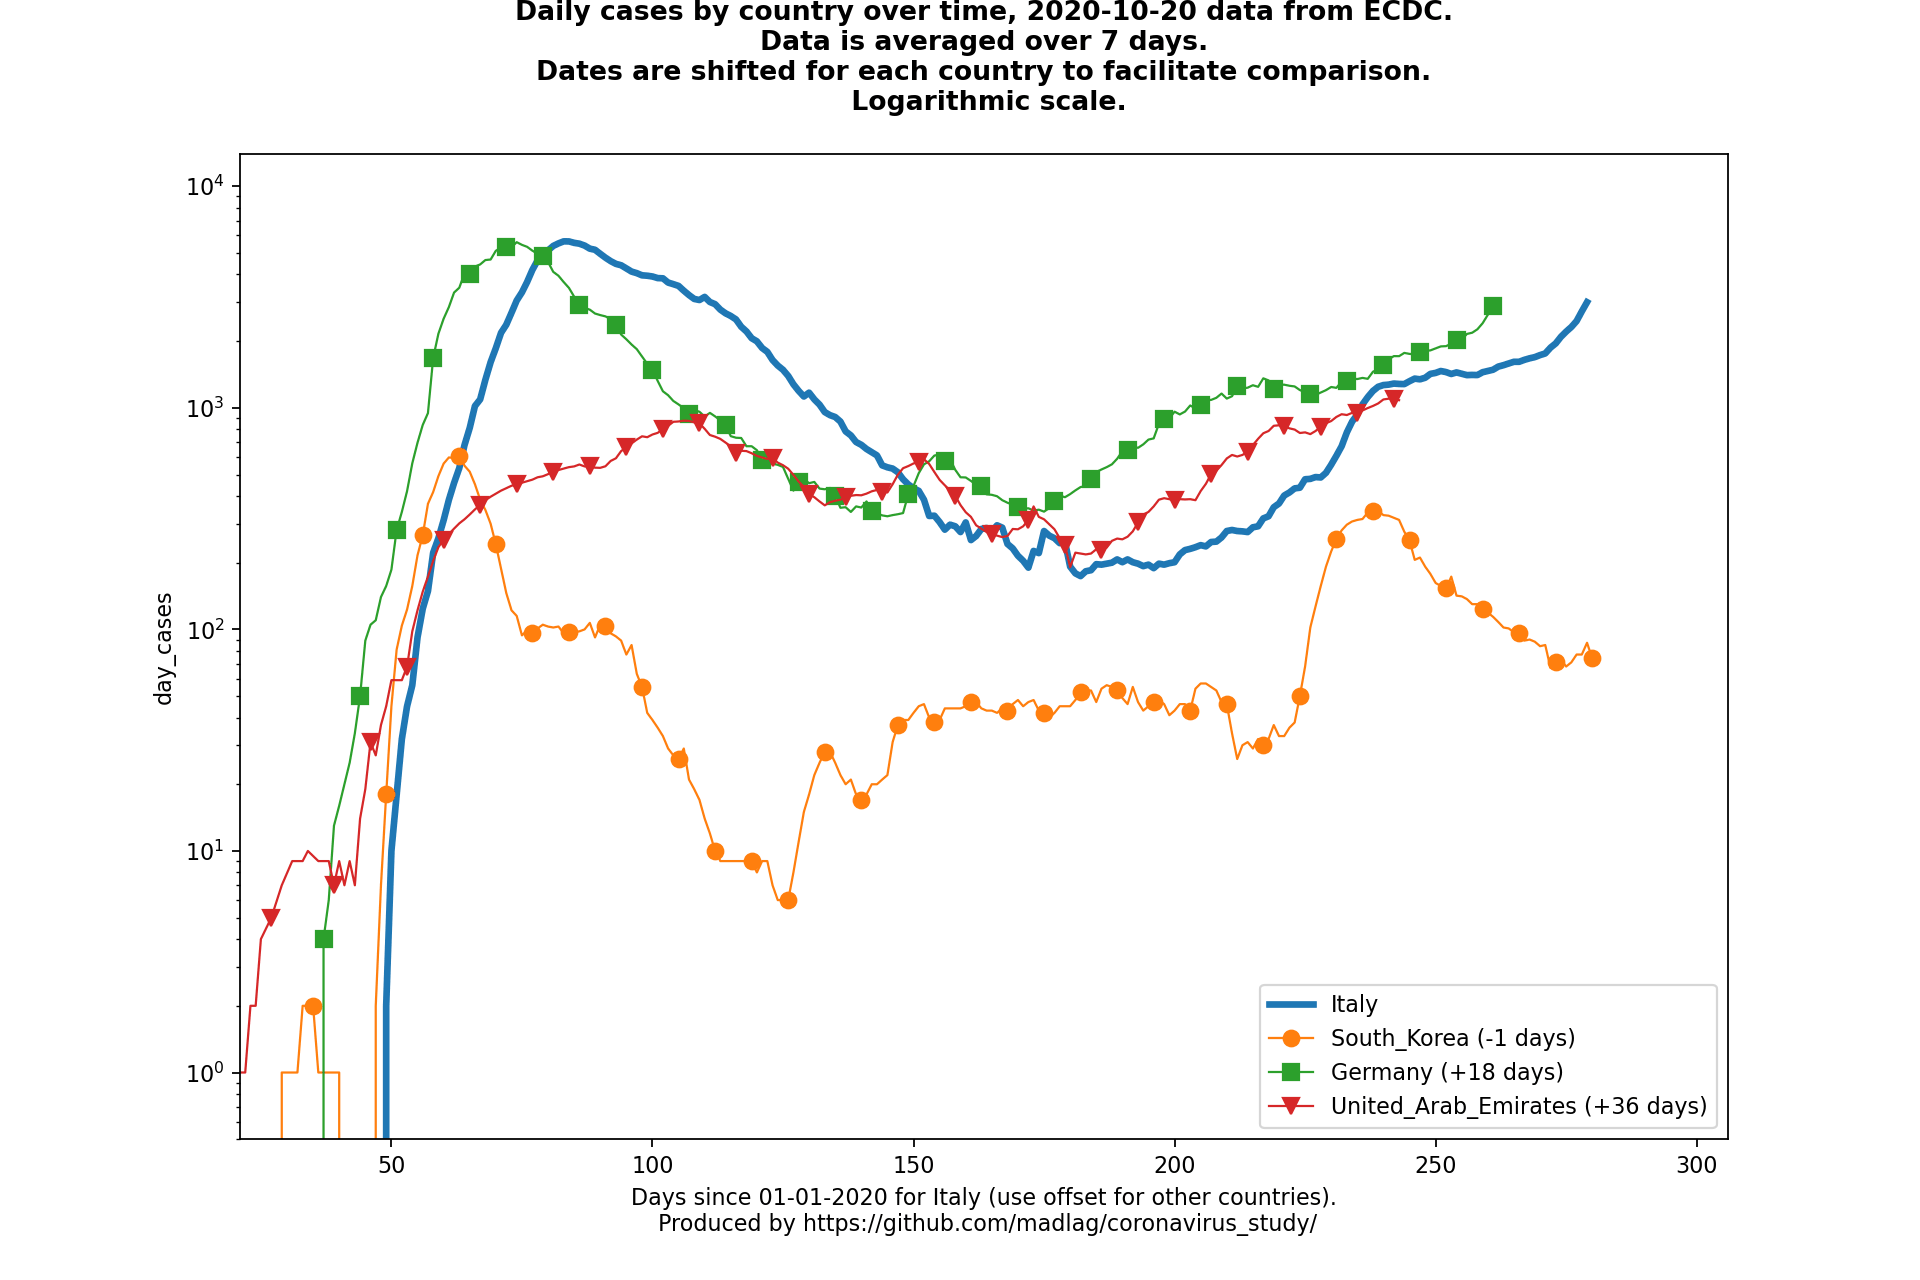 Daily cases by country over time, 2020-10-20 data from ECDC.
Data is averaged over 7 days.
Dates are shifted for each country to facilitate comparison.
Logarithmic scale.
10^4
10^3
10^2
10^1
10^0
day_cases
Italy
South_Korea (-1 days)
Germany (+18 days)
United_Arab_Emirates (+36 days)
50
100
150
200
250
300
Days since 01-01-2020 for Italy (use offset for other countries).
Produced by https://github.com/madlag/coronavirus_study/